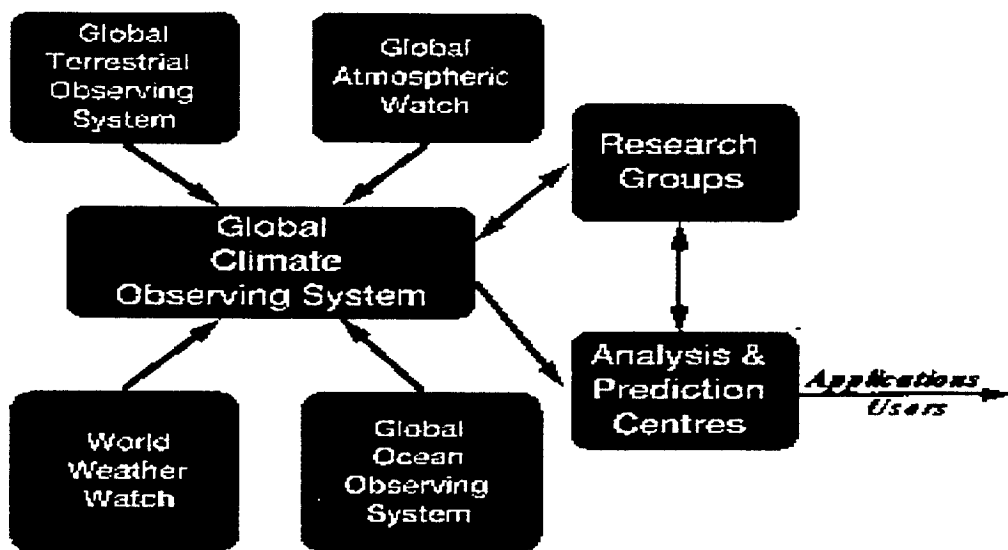 Global
Terrestrial
Observing
System
Global
Atmospheric
Watch
Research
Groups
Global
Climate
Observing System
Analysis &
Prediction
Centres
Applications
Users
World
Weather
Watch
Global
Ocean
Observing
System